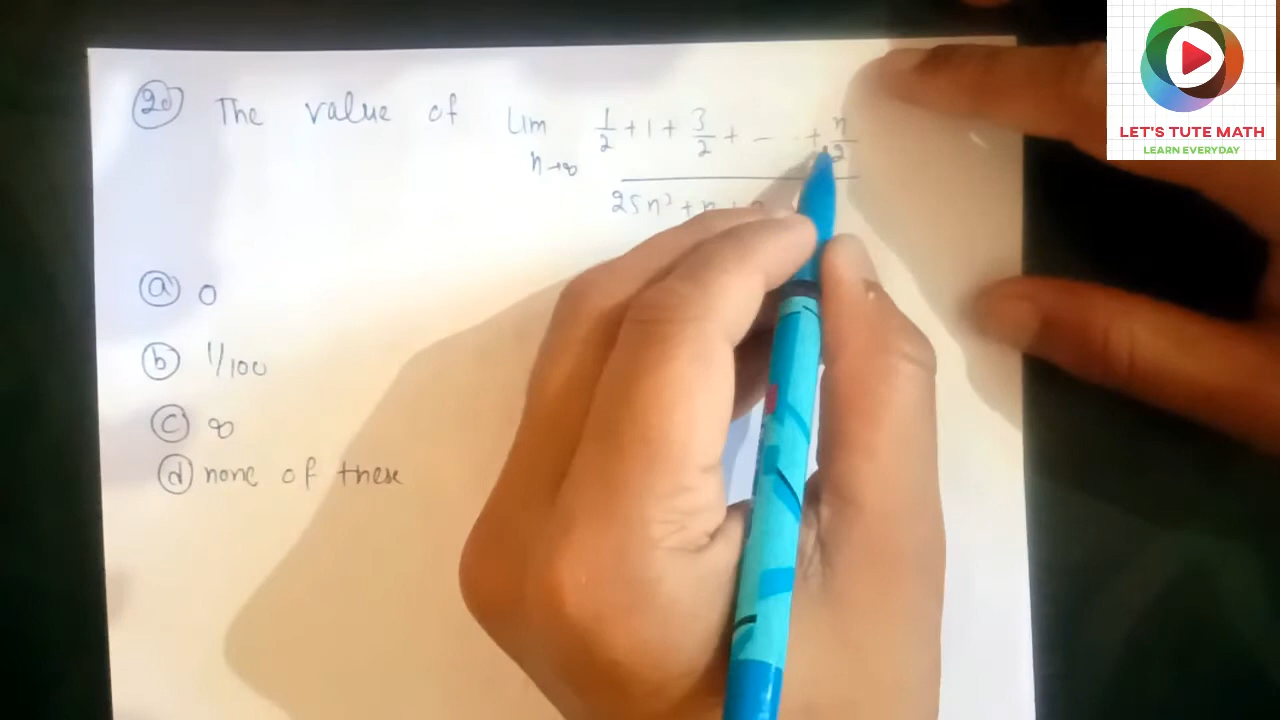 20 The value of lim 1/2 + 1 + 3/2 + - - - + n/2
n→∞
25n² + n +
a 0
b 1/100
c ∞
d none of these
LET'S TUTE MATH
LEARN EVERYDAY